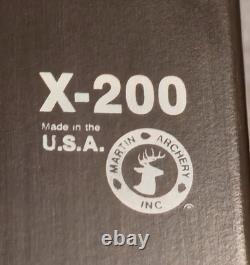 X-200
Made in the
U.S.A.
MARTIN ARCHERY
INC.
®
ebay